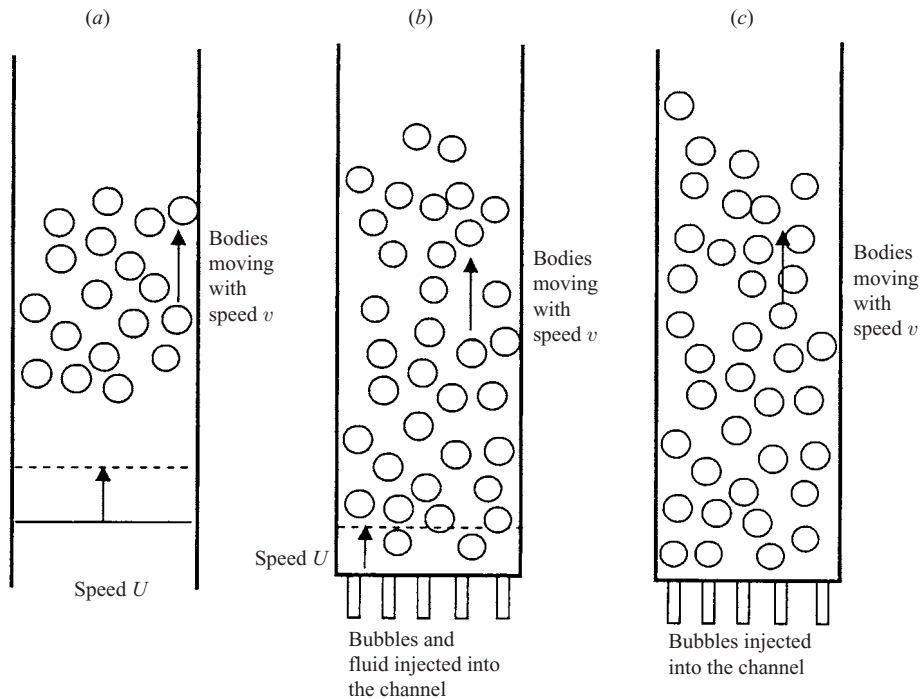 (a)
(b)
(c)
Bodies
moving
with
speed v
Speed U
Bodies
moving
with
speed v
Speed U
Bubbles and
fluid injected into
the channel
Bodies
moving
with
speed v
Bubbles injected
into the channel